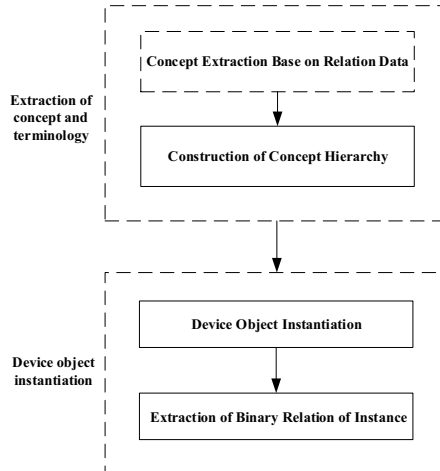 Concept Extraction Base on Relation Data
Extraction of
concept and
terminology
Construction of Concept Hierarchy
Device Object Instantiation
Device object
instantiation
Extraction of Binary Relation of Instance